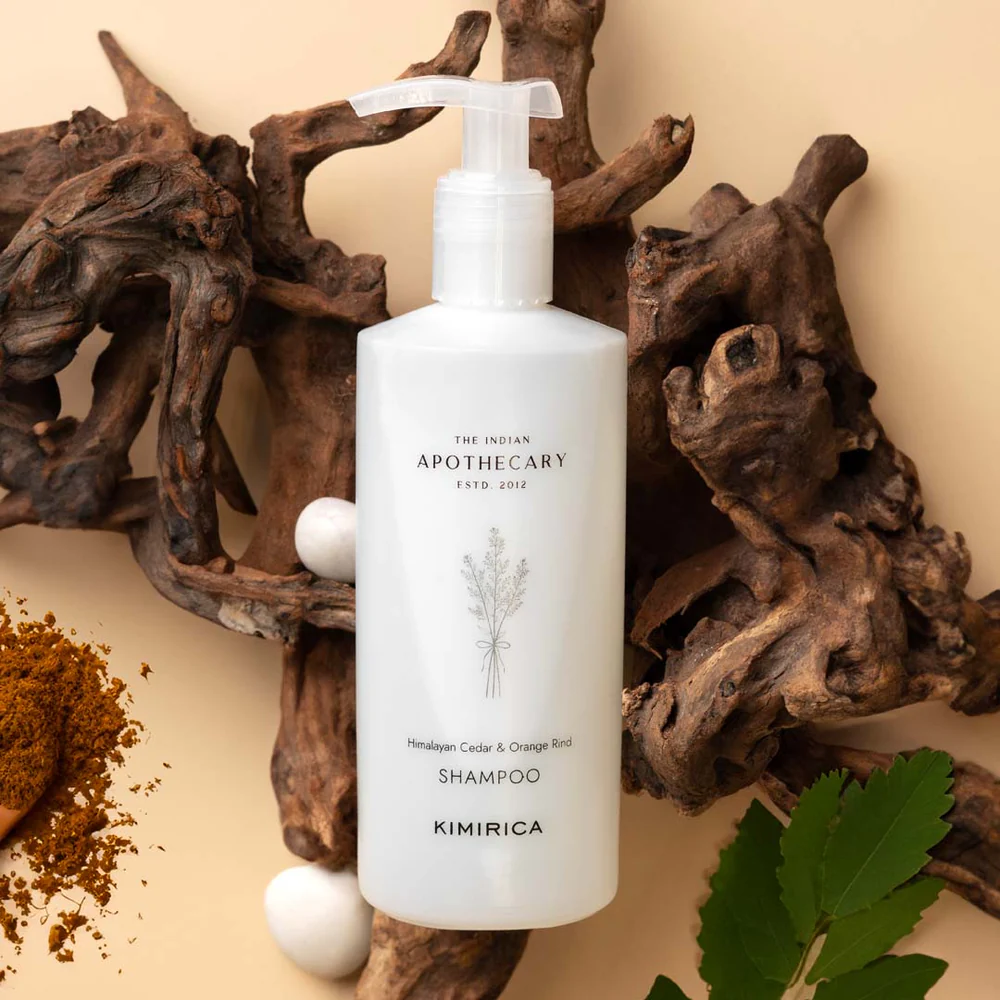 THE INDIAN
APOTHECARY
ESTD. 2012
Himalayan Cedar & Orange Rind
SHAMPOO
KIMIRICA